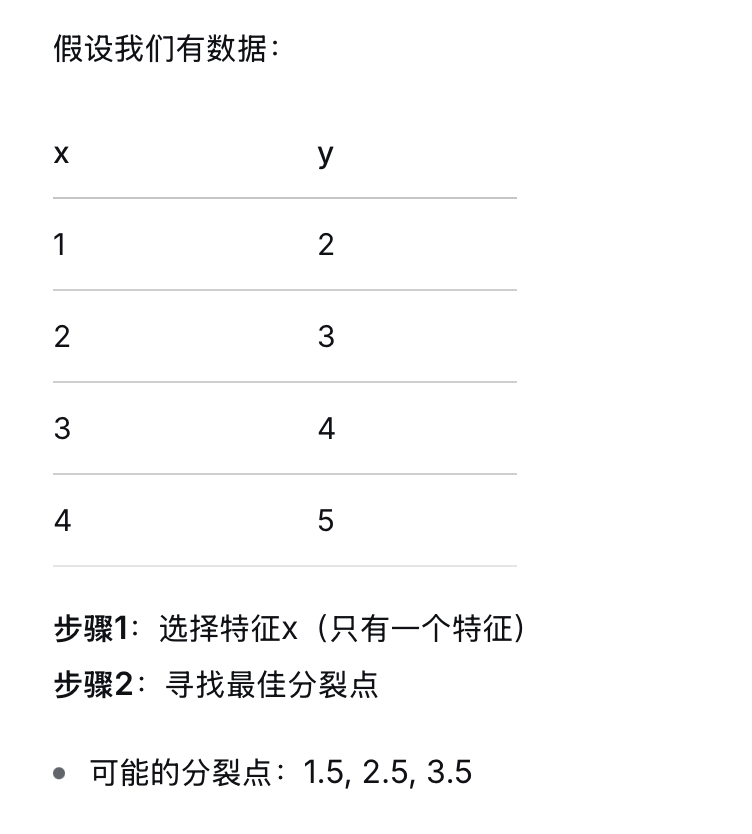 假设我们有数据：
x y
1 2
2 3
3 4
4 5
步骤1：选择特征x（只有一个特征）
步骤2：寻找最佳分裂点
• 可能的分裂点：1.5, 2.5, 3.5